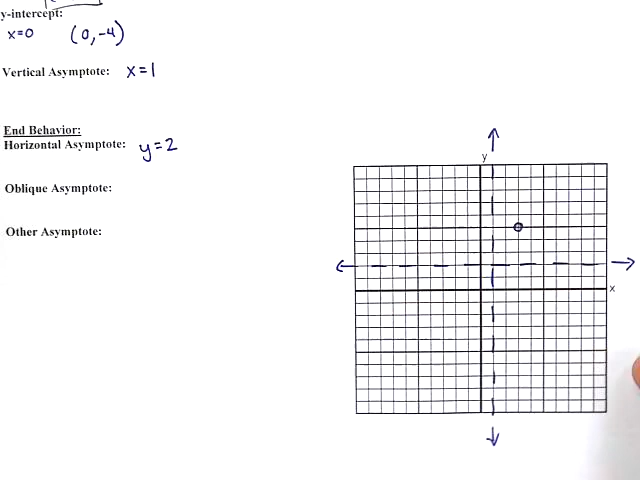 y-intercept:
x=0 (0,-4)
Vertical Asymptote: x=1
End Behavior:
Horizontal Asymptote: y=2
Oblique Asymptote:
Other Asymptote:
y
x